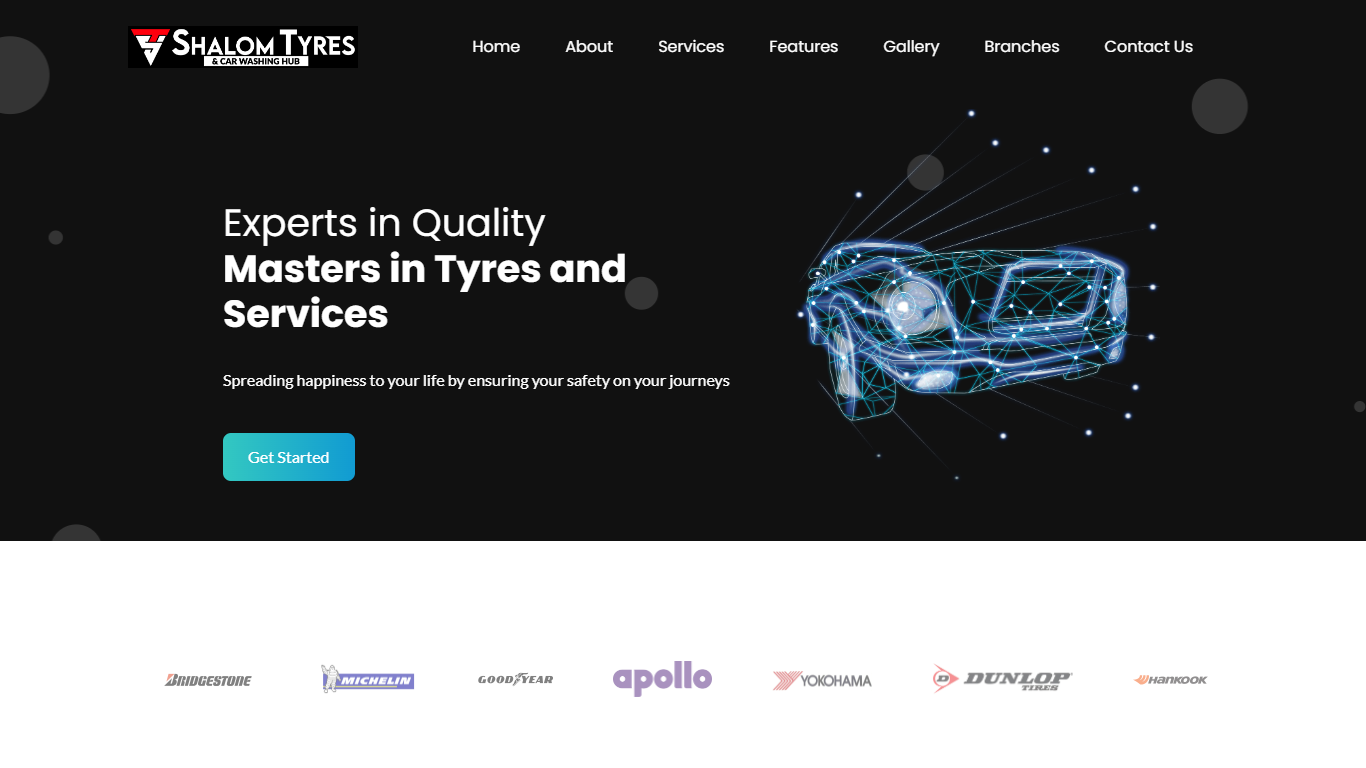 SHALOM TYRES
& CAR WASHING HUB
Home About Services Features Gallery Branches Contact Us
Experts in Quality
Masters in Tyres and
Services
Spreading happiness to your life by ensuring your safety on your journeys
Get Started
BRIDGESTONE MICHELIN GOODYEAR apollo YOKOHAMA D DUNLOP HANKOOK
TIRES